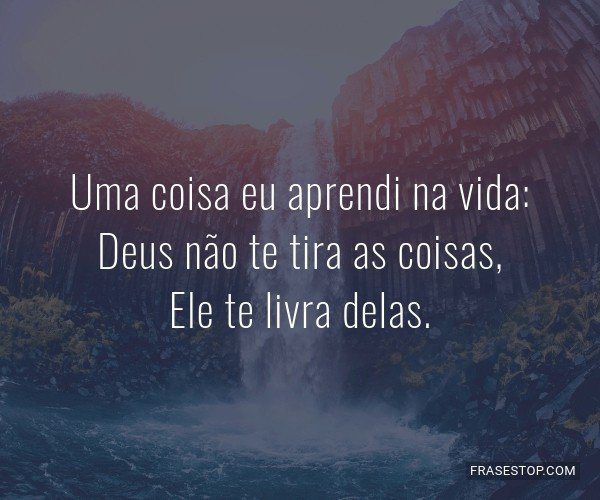 Uma coisa eu aprendi na vida:
Deus não te tira as coisas,
Ele te livra delas.
FRASESTOP.COM